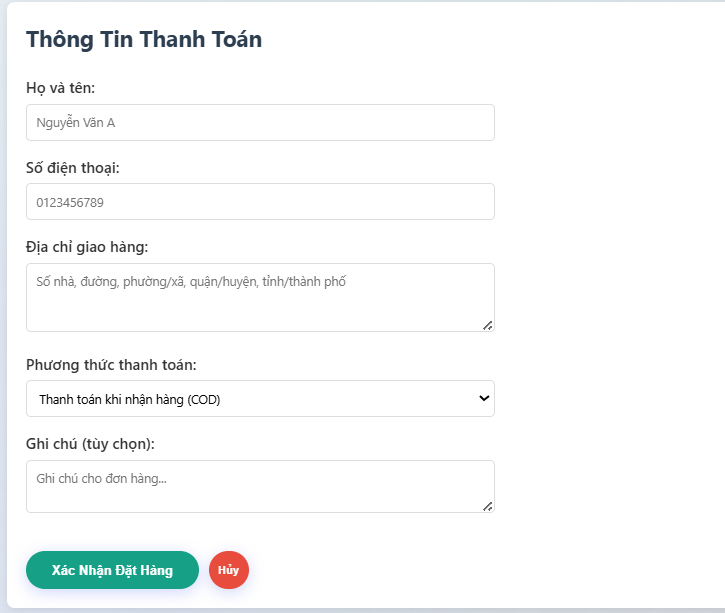 Thông Tin Thanh Toán
Họ và tên:
Nguyễn Văn A
Số điện thoại:
0123456789
Địa chỉ giao hàng:
Số nhà, đường, phường/xã, quận/huyện, tỉnh/thành phố
Phương thức thanh toán:
Thanh toán khi nhận hàng (COD)
Ghi chú (tùy chọn):
Ghi chú cho đơn hàng...
Xác Nhận Đặt Hàng
Hủy